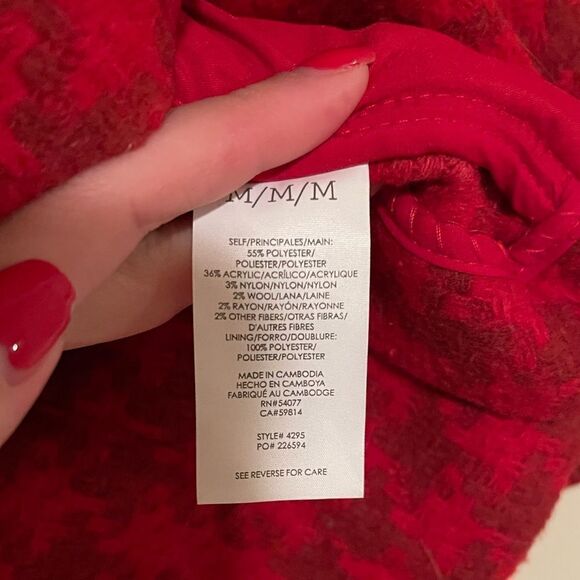 M/M/M
SELF/PRINCIPALES/MAIN:
55% POLYESTER/
POLIESTER/POLYESTER
36% ACRYLIC/ACRÍLICO/ACRYLIQUE
3% NYLON/NYLON/NYLON
2% WOOL/LANA/LAINE
2% RAYON/RAYÓN/RAYONNE
2% OTHER FIBERS/OTRAS FIBRAS/
D'AUTRES FIBRES
LINING/FORRO/DOUBLURE:
100% POLYESTER/
POLIESTER/POLYESTER
MADE IN CAMBODIA
HECHO EN CAMBOYA
FABRIQUÉ AU CAMBODGE
RN#54077
CA#59814
STYLE# 4295
PO# 226594
SEE REVERSE FOR CARE